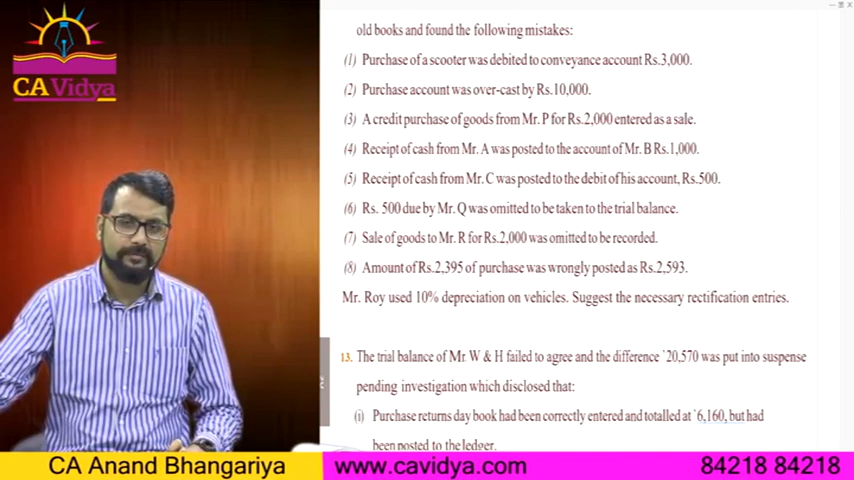 CA Vidya
old books and found the following mistakes:
(1) Purchase of a scooter was debited to conveyance account Rs.3,000.
(2) Purchase account was over-cast by Rs.10,000.
(3) A credit purchase of goods from Mr. P for Rs.2,000 entered as a sale.
(4) Receipt of cash from Mr. A was posted to the account of Mr. B Rs.1,000.
(5) Receipt of cash from Mr. C was posted to the debit of his account, Rs.500.
(6) Rs. 500 due by Mr. Q was omitted to be taken to the trial balance.
(7) Sale of goods to Mr. R for Rs.2,000 was omitted to be recorded.
(8) Amount of Rs.2,395 of purchase was wrongly posted as Rs.2,593.
Mr. Roy used 10% depreciation on vehicles. Suggest the necessary rectification entries.
13. The trial balance of Mr. W & H failed to agree and the difference `20,570 was put into suspense
pending investigation which disclosed that:
(i) Purchase returns day book had been correctly entered and totalled at `6,160, but had
been posted to the ledger.
CA Anand Bhangariya
www.cavidya.com
84218 84218